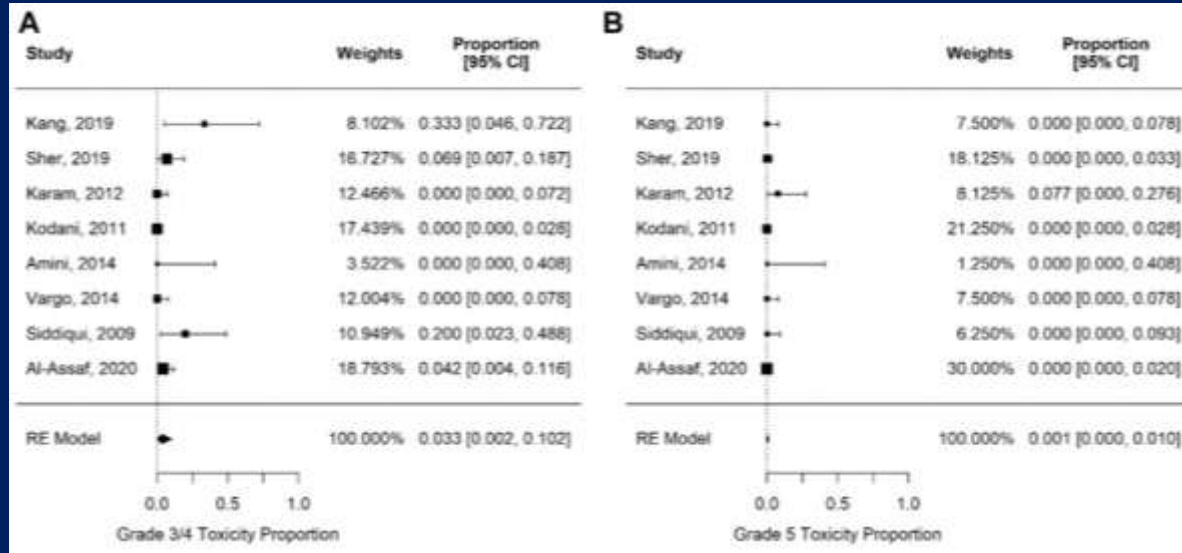 A
Study Weights Proportion [95% CI]
Kang, 2019 8.102% 0.333 [0.046, 0.722]
Sher, 2019 16.727% 0.069 [0.007, 0.187]
Karam, 2012 12.466% 0.000 [0.000, 0.072]
Kodani, 2011 17.439% 0.000 [0.000, 0.028]
Amini, 2014 3.522% 0.000 [0.000, 0.408]
Vargo, 2014 12.004% 0.000 [0.000, 0.078]
Siddiqui, 2009 10.949% 0.200 [0.023, 0.488]
Al-Assaf, 2020 18.793% 0.042 [0.004, 0.116]
RE Model 100.000% 0.033 [0.002, 0.102]
0.0 0.5 1.0
Grade 3/4 Toxicity Proportion
B
Study Weights Proportion [95% CI]
Kang, 2019 7.500% 0.000 [0.000, 0.078]
Sher, 2019 18.125% 0.000 [0.000, 0.033]
Karam, 2012 8.125% 0.077 [0.000, 0.276]
Kodani, 2011 21.250% 0.000 [0.000, 0.028]
Amini, 2014 1.250% 0.000 [0.000, 0.408]
Vargo, 2014 7.500% 0.000 [0.000, 0.078]
Siddiqui, 2009 6.250% 0.000 [0.000, 0.093]
Al-Assaf, 2020 30.000% 0.000 [0.000, 0.020]
RE Model 100.000% 0.001 [0.000, 0.010]
0.0 0.5 1.0
Grade 5 Toxicity Proportion